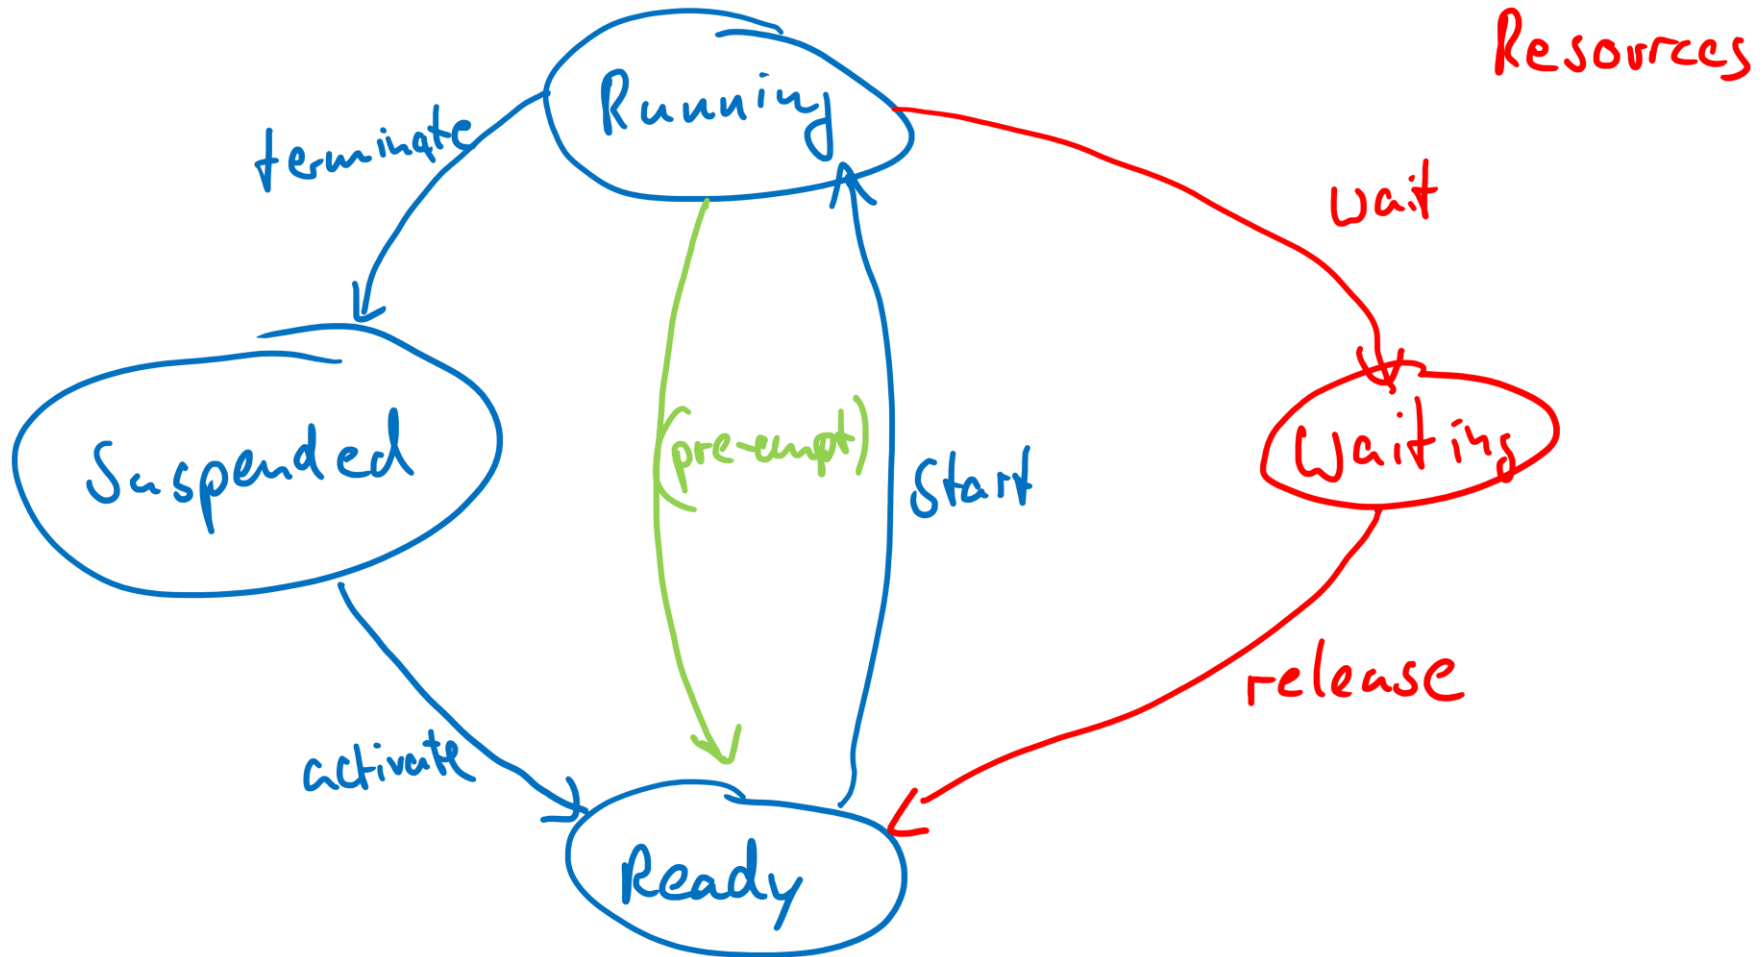 Resources
Running
terminate
wait
Suspended
(pre-empt)
Start
Waiting
release
activate
Ready